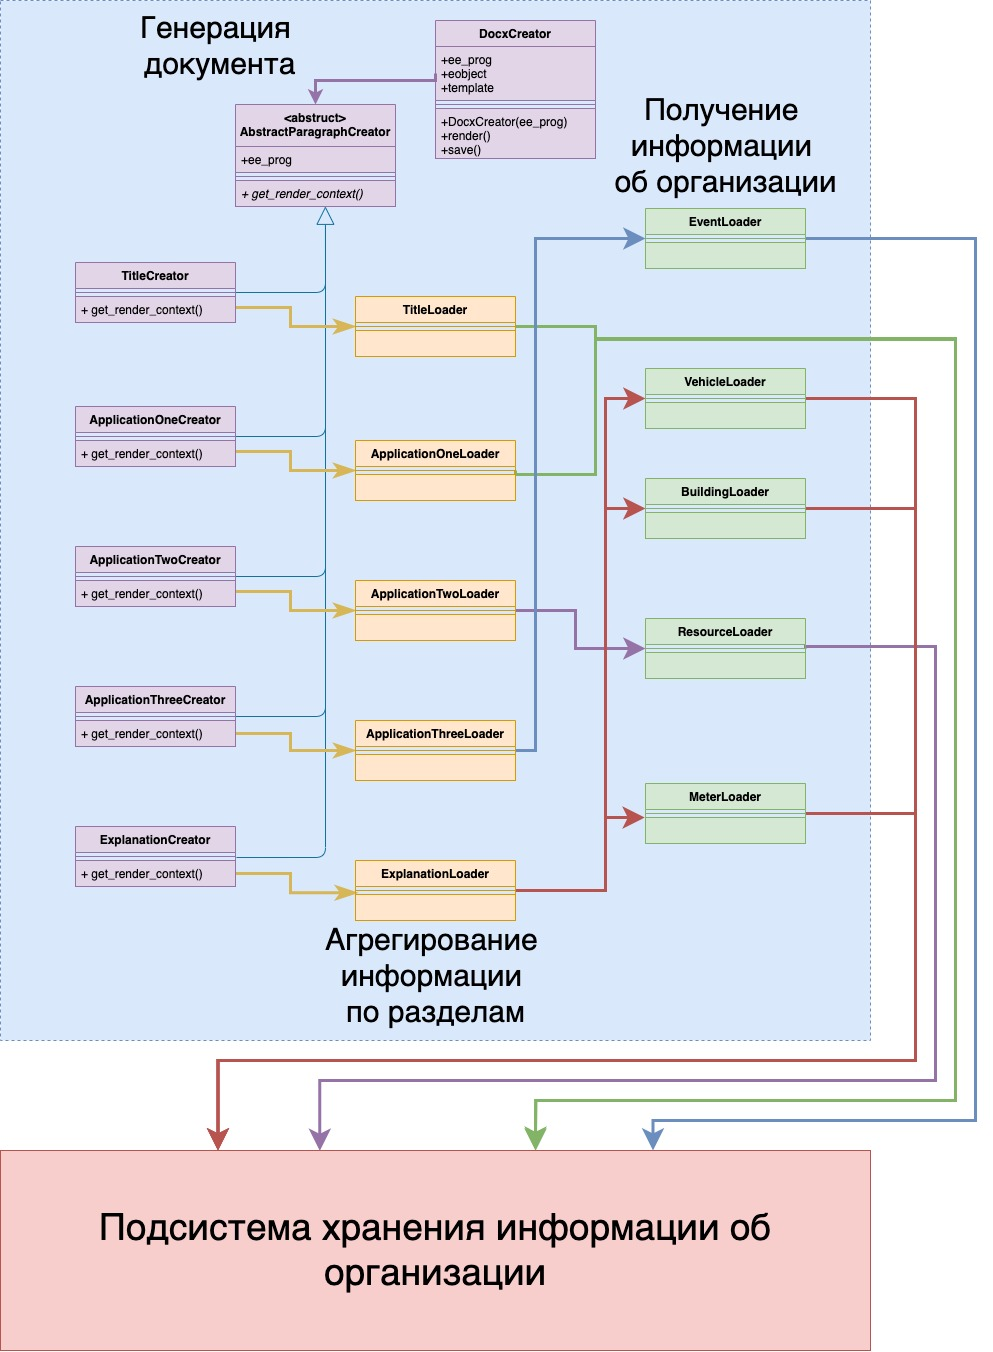 Генерация
документа
DocxCreator
+ee_prog
+eobject
+template
+DocxCreator(ee_prog)
+render()
+save()
<abstruct>
AbstractParagraphCreator
+ee_prog
+ get_render_context()
Получение
информации
об организации
EventLoader
TitleCreator
+ get_render_context()
TitleLoader
VehicleLoader
ApplicationOneCreator
+ get_render_context()
ApplicationOneLoader
BuildingLoader
ApplicationTwoCreator
+ get_render_context()
ApplicationTwoLoader
ResourceLoader
ApplicationThreeCreator
+ get_render_context()
ApplicationThreeLoader
MeterLoader
ExplanationCreator
+ get_render_context()
ExplanationLoader
Агрегирование
информации
по разделам
Подсистема хранения информации об
организации